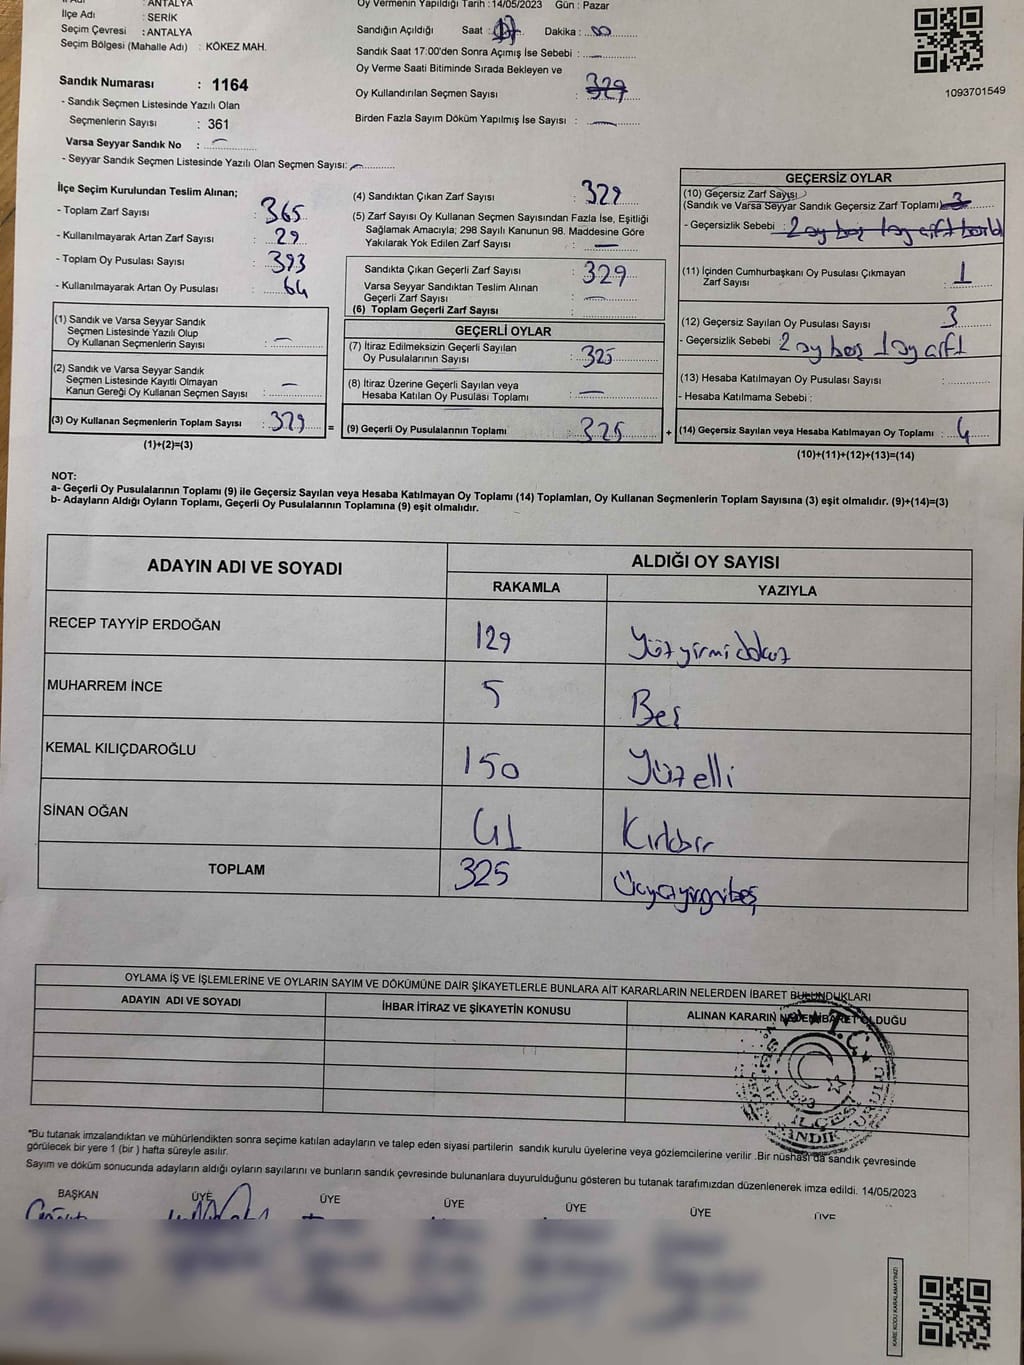 İlçe Adı : SERİK
Seçim Çevresi : ANTALYA
Seçim Bölgesi (Mahalle Adı) : KÖKEZ MAH.
Sandık Numarası : 1164
- Sandık Seçmen Listesinde Yazılı Olan
Seçmenlerin Sayısı : 361
Varsa Seyyar Sandık No : —
- Seyyar Sandık Seçmen Listesinde Yazılı Olan Seçmen Sayısı: —
Oy Vermenin Yapıldığı Tarih : 14/05/2023 Gün : Pazar
Sandığın Açıldığı Saat : 17 Dakika : 00
Sandık Saat 17:00'den Sonra Açımış İse Sebebi : —
Oy Verme Saati Bitiminde Sırada Bekleyen ve
Oy Kullandırılan Seçmen Sayısı : 329
Birden Fazla Sayım Döküm Yapılmış İse Sayısı : —
1093701549
İlçe Seçim Kurulundan Teslim Alınan;
- Toplam Zarf Sayısı : 365
- Kullanılmayarak Artan Zarf Sayısı : 29
- Toplam Oy Pusulası Sayısı : 393
- Kullanılmayarak Artan Oy Pusulası : 64
(1) Sandık ve Varsa Seyyar Sandık
Seçmen Listesinde Yazılı Olup
Oy Kullanan Seçmenlerin Sayısı : —
(2) Sandık ve Varsa Seyyar Sandık
Seçmen Listesinde Kayıtlı Olmayan
Kanun Gereği Oy Kullanan Seçmen Sayısı : —
(3) Oy Kullanan Seçmenlerin Toplam Sayısı : 329 =
(1)+(2)=(3)
(4) Sandıktan Çıkan Zarf Sayısı : 329
(5) Zarf Sayısı Oy Kullanan Seçmen Sayısından Fazla İse, Eşitliği
Sağlamak Amacıyla; 298 Sayılı Kanunun 98. Maddesine Göre
Yakılarak Yok Edilen Zarf Sayısı : —
Sandıkta Çıkan Geçerli Zarf Sayısı : 329
Varsa Seyyar Sandıktan Teslim Alınan
Geçerli Zarf Sayısı : —
(6) Toplam Geçerli Zarf Sayısı :
GEÇERLİ OYLAR
(7) İtiraz Edilmeksizin Geçerli Sayılan
Oy Pusulalarının Sayısı : 325
(8) İtiraz Üzerine Geçerli Sayılan veya
Hesaba Katılan Oy Pusulası Toplamı : —
(9) Geçerli Oy Pusulalarının Toplamı : 325 +
GEÇERSİZ OYLAR
(10) Geçersiz Zarf Sayısı
(Sandık ve Varsa Seyyar Sandık Geçersiz Zarf Toplamı) 3
- Geçersizlik Sebebi : 2 oy boş 1 oy çift
(11) İçinden Cumhurbaşkanı Oy Pusulası Çıkmayan
Zarf Sayısı : 1
(12) Geçersiz Sayılan Oy Pusulası Sayısı : 3
- Geçersizlik Sebebi : 2 oy boş 1 oy çift
(13) Hesaba Katılmayan Oy Pusulası Sayısı :
- Hesaba Katılmama Sebebi :
(14) Geçersiz Sayılan veya Hesaba Katılmayan Oy Toplamı : 4
(10)+(11)+(12)+(13)=(14)
NOT:
a- Geçerli Oy Pusulalarının Toplamı (9) ile Geçersiz Sayılan veya Hesaba Katılmayan Oy Toplamı (14) Toplamları, Oy Kullanan Seçmenlerin Toplam Sayısına (3) eşit olmalıdır. (9)+(14)=(3)
b- Adayların Aldığı Oyların Toplamı, Geçerli Oy Pusulalarının Toplamına (9) eşit olmalıdır.
ADAYIN ADI VE SOYADI ALDIĞI OY SAYISI
RAKAMLA YAZIYLA
RECEP TAYYİP ERDOĞAN 129 Yüzyirmidokuz
MUHARREM İNCE 5 Beş
KEMAL KILIÇDAROĞLU 150 Yüzelli
SİNAN OĞAN 41 Kırkbir
TOPLAM 325 Üçyüzyirmibeş
OYLAMA İŞ VE İŞLEMLERİNE VE OYLARIN SAYIM VE DÖKÜMÜNE DAİR ŞİKAYETLERLE BUNLARA AİT KARARLARIN NELERDEN İBARET BULUNDUKLARI
ADAYIN ADI VE SOYADI İHBAR İTİRAZ VE ŞİKAYETİN KONUSU ALINAN KARARIN NEDEN İBARET OLDUĞU
T.C.
1923
*Bu tutanak imzalandıktan ve mühürlendikten sonra seçime katılan adayların ve talep eden siyasi partilerin sandık kurulu üyelerine veya gözlemcilerine verilir .Bir nüshası da sandık çevresinde
görülecek bir yere 1 (bir ) hafta süreyle asılır.
Sayım ve döküm sonucunda adayların aldığı oyların sayılarını ve bunların sandık çevresinde bulunanlara duyurulduğunu gösteren bu tutanak tarafımızdan düzenlenerek imza edildi. 14/05/2023
BAŞKAN ÜYE ÜYE ÜYE ÜYE ÜYE ÜYE
KARE KODU KARALAMAYINIZ!